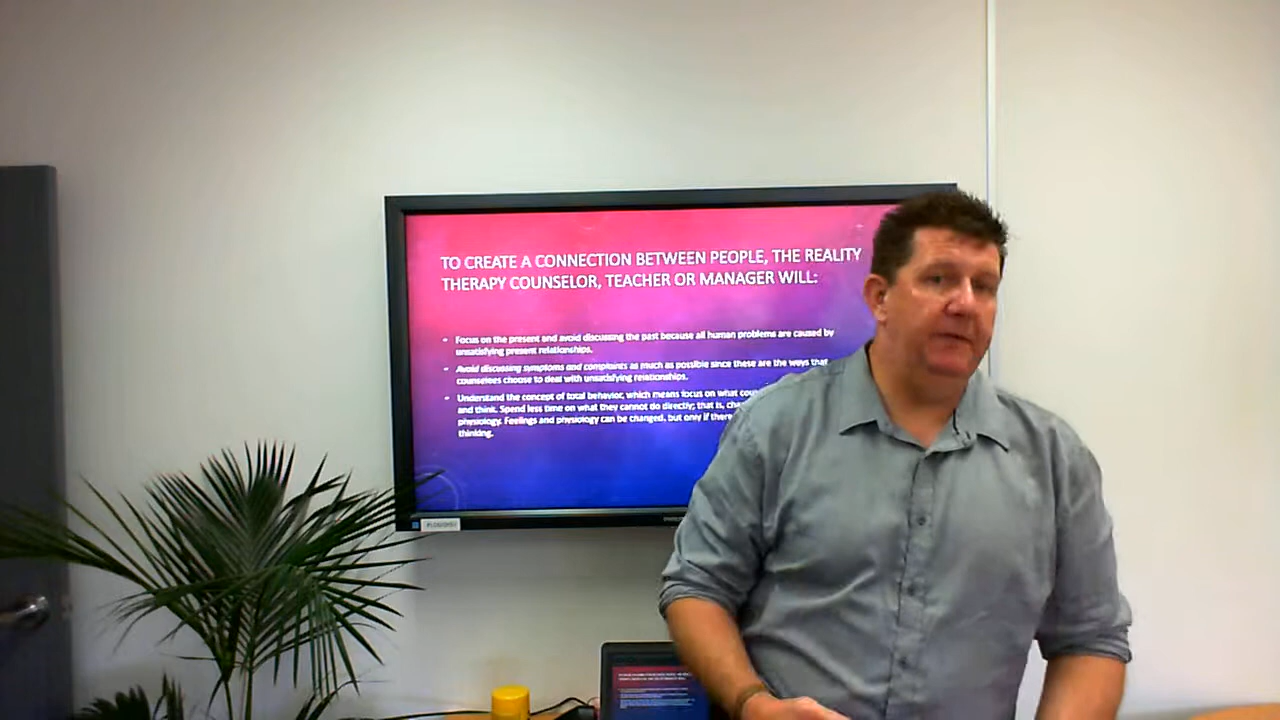 TO CREATE A CONNECTION BETWEEN PEOPLE, THE REALITY
THERAPY COUNSELOR, TEACHER OR MANAGER WILL:
• Focus on the present and avoid discussing the past because all human problems are caused by
unsatisfying present relationships.
• Avoid discussing symptoms and complaints as much as possible since these are the ways that
counselees choose to deal with unsatisfying relationships.
• Understand the concept of total behavior, which means focus on what
and think. Spend less time on what they cannot do directly; that is,
physiology. Feelings and physiology can be changed, but only if there
thinking.